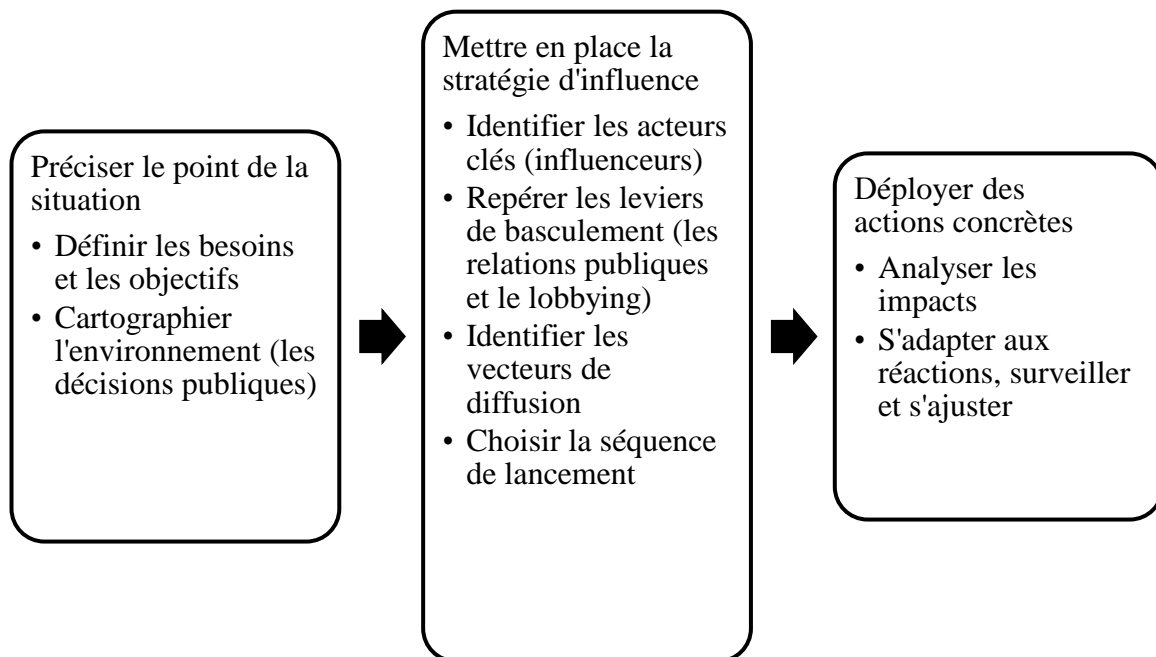 Préciser le point de la
situation
• Définir les besoins
et les objectifs
• Cartographier
l'environnement (les
décisions publiques)
Mettre en place la
stratégie d'influence
• Identifier les acteurs
clés (influenceurs)
• Repérer les leviers
de basculement (les
relations publiques
et le lobbying)
• Identifier les
vecteurs de
diffusion
• Choisir la séquence
de lancement
Déployer des
actions concrètes
• Analyser les
impacts
• S'adapter aux
réactions, surveiller
et s'ajuster